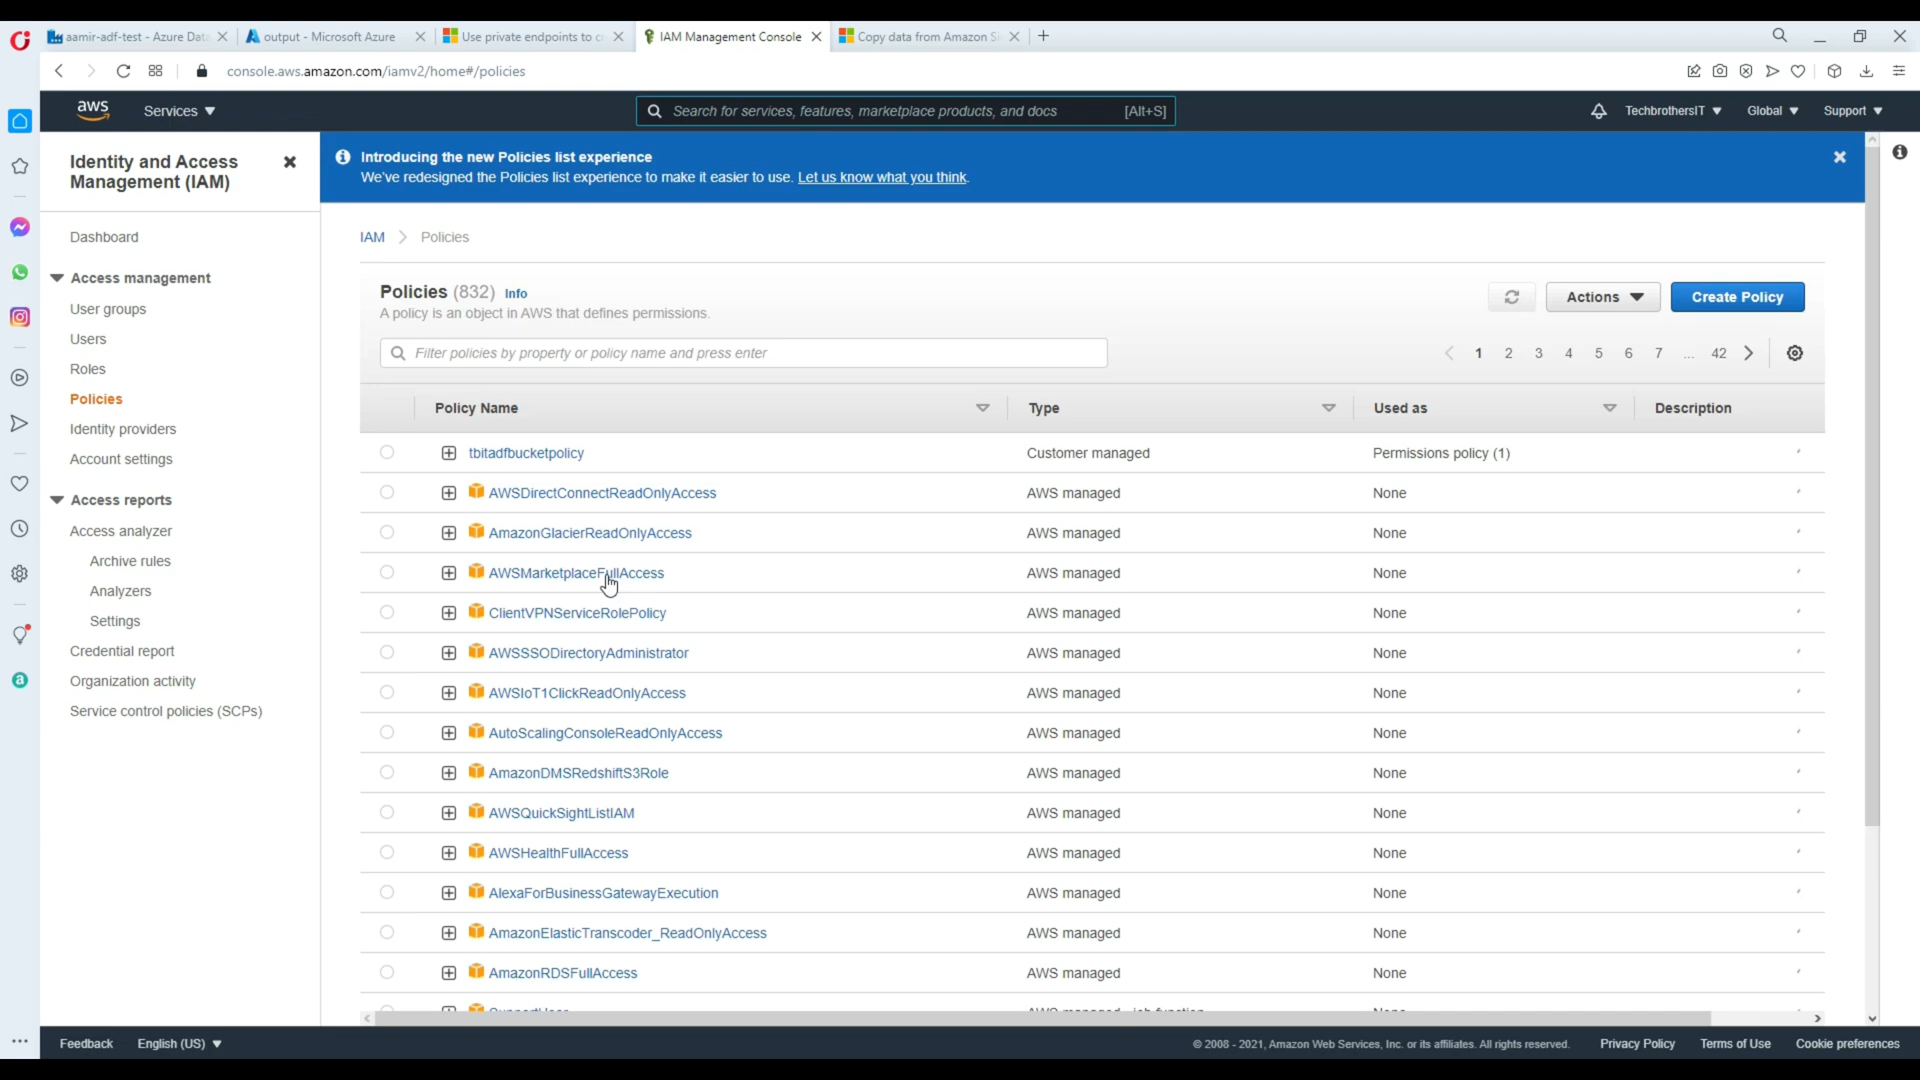 aamir-adf-test - Azure Dat
output - Microsoft Azure
Use private endpoints to c
IAM Management Console
Copy data from Amazon S
console.aws.amazon.com/iamv2/home#/policies
aws
Services
Search for services, features, marketplace products, and docs [Alt+S]
TechbrothersIT
Global
Support
Identity and Access
Management (IAM)
Introducing the new Policies list experience
We've redesigned the Policies list experience to make it easier to use. Let us know what you think.
Dashboard
Access management
User groups
Users
Roles
Policies
Identity providers
Account settings
Access reports
Access analyzer
Archive rules
Analyzers
Settings
Credential report
Organization activity
Service control policies (SCPs)
IAM > Policies
Policies (832) Info
A policy is an object in AWS that defines permissions.
Actions
Create Policy
Filter policies by property or policy name and press enter
1 2 3 4 5 6 7 ... 42
Policy Name Type Used as Description
tbitadfbucketpolicy Customer managed Permissions policy (1)
AWSDirectConnectReadOnlyAccess AWS managed None
AmazonGlacierReadOnlyAccess AWS managed None
AWSMarketplaceFullAccess AWS managed None
ClientVPNServiceRolePolicy AWS managed None
AWSSSODirectoryAdministrator AWS managed None
AWSIoT1ClickReadOnlyAccess AWS managed None
AutoScalingConsoleReadOnlyAccess AWS managed None
AmazonDMSRedshiftS3Role AWS managed None
AWSQuickSightListIAM AWS managed None
AWSHealthFullAccess AWS managed None
AlexaForBusinessGatewayExecution AWS managed None
AmazonElasticTranscoder_ReadOnlyAccess AWS managed None
AmazonRDSFullAccess AWS managed None
Feedback
English (US)
© 2008 - 2021, Amazon Web Services, Inc. or its affiliates. All rights reserved.
Privacy Policy
Terms of Use
Cookie preferences